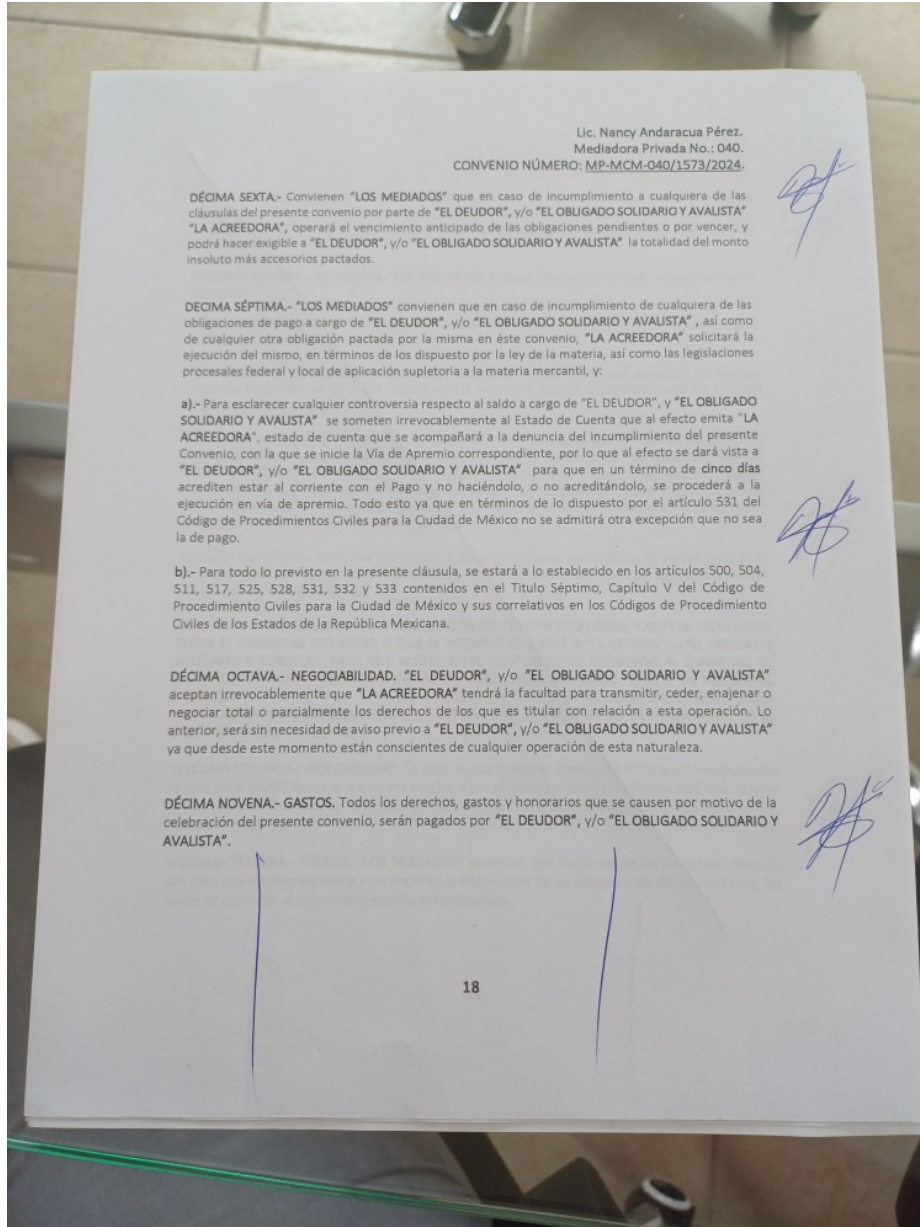 Lic. Nancy Andaracua Pérez.
Mediadora Privada No.: 040.
CONVENIO NÚMERO: MP-MCM-040/1573/2024.
DÉCIMA SEXTA.- Convienen "LOS MEDIADOS" que en caso de incumplimiento a cualquiera de las
cláusulas del presente convenio por parte de "EL DEUDOR", y/o "EL OBLIGADO SOLIDARIO Y AVALISTA"
"LA ACREEDORA", operará el vencimiento anticipado de las obligaciones pendientes o por vencer, y
podrá hacer exigible a "EL DEUDOR", y/o "EL OBLIGADO SOLIDARIO Y AVALISTA" la totalidad del monto
insoluto más accesorios pactados.
DECIMA SÉPTIMA.- "LOS MEDIADOS" convienen que en caso de incumplimiento de cualquiera de las
obligaciones de pago a cargo de "EL DEUDOR", y/o "EL OBLIGADO SOLIDARIO Y AVALISTA" , así como
de cualquier otra obligación pactada por la misma en éste convenio, "LA ACREEDORA" solicitará la
ejecución del mismo, en términos de los dispuesto por la ley de la materia, así como las legislaciones
procesales federal y local de aplicación supletoria a la materia mercantil, y:
a).- Para esclarecer cualquier controversia respecto al saldo a cargo de "EL DEUDOR", y "EL OBLIGADO
SOLIDARIO Y AVALISTA" se someten irrevocablemente al Estado de Cuenta que al efecto emita "LA
ACREEDORA", estado de cuenta que se acompañará a la denuncia del incumplimiento del presente
Convenio, con la que se inicie la Vía de Apremio correspondiente, por lo que al efecto se dará vista a
"EL DEUDOR", y/o "EL OBLIGADO SOLIDARIO Y AVALISTA" para que en un término de cinco días
acrediten estar al corriente con el Pago y no haciéndolo, o no acreditándolo, se procederá a la
ejecución en vía de apremio. Todo esto ya que en términos de lo dispuesto por el artículo 531 del
Código de Procedimientos Civiles para la Ciudad de México no se admitirá otra excepción que no sea
la de pago.
b).- Para todo lo previsto en la presente cláusula, se estará a lo establecido en los artículos 500, 504,
511, 517, 525, 528, 531, 532 y 533 contenidos en el Titulo Séptimo, Capítulo V del Código de
Procedimiento Civiles para la Ciudad de México y sus correlativos en los Códigos de Procedimiento
Civiles de los Estados de la República Mexicana.
DÉCIMA OCTAVA.- NEGOCIABILIDAD. "EL DEUDOR", y/o "EL OBLIGADO SOLIDARIO Y AVALISTA"
aceptan irrevocablemente que "LA ACREEDORA" tendrá la facultad para transmitir, ceder, enajenar o
negociar total o parcialmente los derechos de los que es titular con relación a esta operación. Lo
anterior, será sin necesidad de aviso previo a "EL DEUDOR", y/o "EL OBLIGADO SOLIDARIO Y AVALISTA"
ya que desde este momento están conscientes de cualquier operación de esta naturaleza.
DÉCIMA NOVENA.- GASTOS. Todos los derechos, gastos y honorarios que se causen por motivo de la
celebración del presente convenio, serán pagados por "EL DEUDOR", y/o "EL OBLIGADO SOLIDARIO Y
AVALISTA".
18